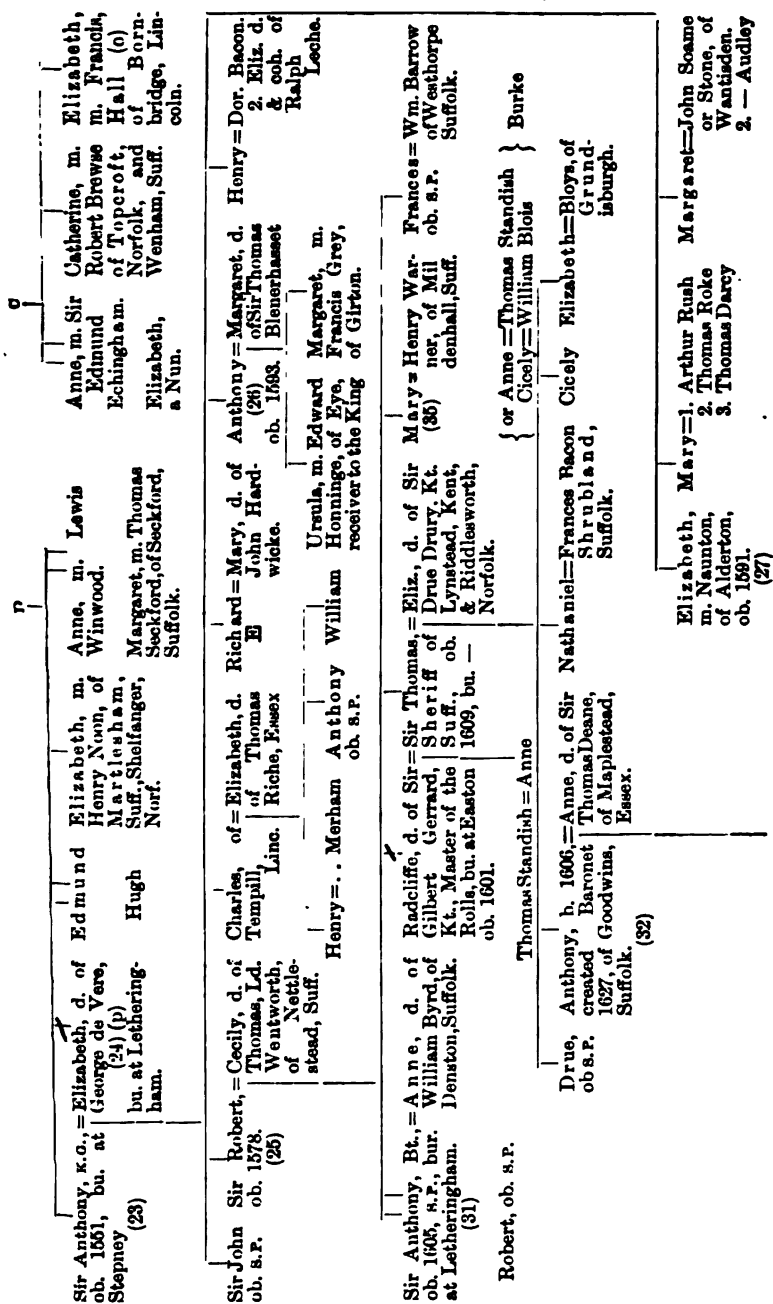 D
C
Sir Anthony, K.G.,=Elizabeth, d. of
ob. 1551, bu. at
Stepney
(23)
George de Vere,
(24) (p)
bu. at Lethering-
ham.
Edmund
Hugh
Elizabeth, m.
Henry Noon, of
Martlesham,
Suff., Shelfanger,
Norf.
Anne, m.
Winwood.
Lewis
Margaret, m. Thomas
Seckford, of Seckford,
Suffolk.
Anne, m. Sir
Edmund
Echingham.
Elizabeth,
a Nun.
Catherine, m.
Robert Brewse
of Topcroft,
Norfolk, and
Wenham, Suff.
Elizabeth,
m. Francis,
Hall (o)
of Born-
bridge, Lin-
coln.
Sir John
ob. s.P.
Sir Robert,=Cecily, d. of
ob. 1578.
(25)
Thomas, Ld.
Wentworth,
of Nettle-
stead, Suff.
Charles, of=Elizabeth, d.
Tempill,
Linc.
of Thomas
Riche, Essex
Richard=Mary, d. of
E
John Hard-
wicke.
Anthony=Margaret, d.
(26)
ob. 1593.
of Sir Thomas
Blenerhasset
Henry=Dor. Bacon.
2. Eliz. d.
& coh. of
Ralph
Leche.
Henry=.. Merham
Anthony
ob. s.P.
William
Ursula, m. Edward
Honninge, of Eye,
receiver to the King
Margaret, m.
Francis Grey,
of Girton.
Sir Anthony, Bt.,=Anne, d. of
ob. 1605, s.P., bur.
at Letheringham.
(31)
William Byrd, of
Denston, Suffolk.
Radcliffe, d. of Sir=Sir Thomas,=Eliz., d. of Sir
Gilbert Gerrard,
Kt., Master of the
Rolls, bu. at Easton
ob. 1601.
Sheriff of
Suff., ob.
1609, bu. —
Drue Drury, Kt.
Lynstead, Kent,
& Riddlesworth,
Norfolk.
Mary=Henry War-
(35)
ner, of Mil
denhall, Suff.
Frances=Wm. Barrow
ob. s.P.
of Westhorpe
Suffolk.
Robert, ob. s.P.
Thomas Standish=Anne
{ or Anne=Thomas Standish
Cicely=William Blois } Burke
Drue,
ob s.P.
Anthony, b. 1606,=Anne, d. of Sir
created Baronet
1627, of Goodwins,
Suffolk.
(32)
Thomas Deane,
of Maplestead,
Essex.
Nathaniel=Frances Bacon
Shrubland,
Suffolk.
Cicely
Elizabeth=Bloys, of
Grund-
isburgh.
Elizabeth,
m. Naunton,
of Alderton,
ob. 1591.
(27)
Mary=1. Arthur Rush
2. Thomas Roke
3. Thomas Darcy
Margaret=John Soame
or Stone, of
Wantisden.
2. — Audley